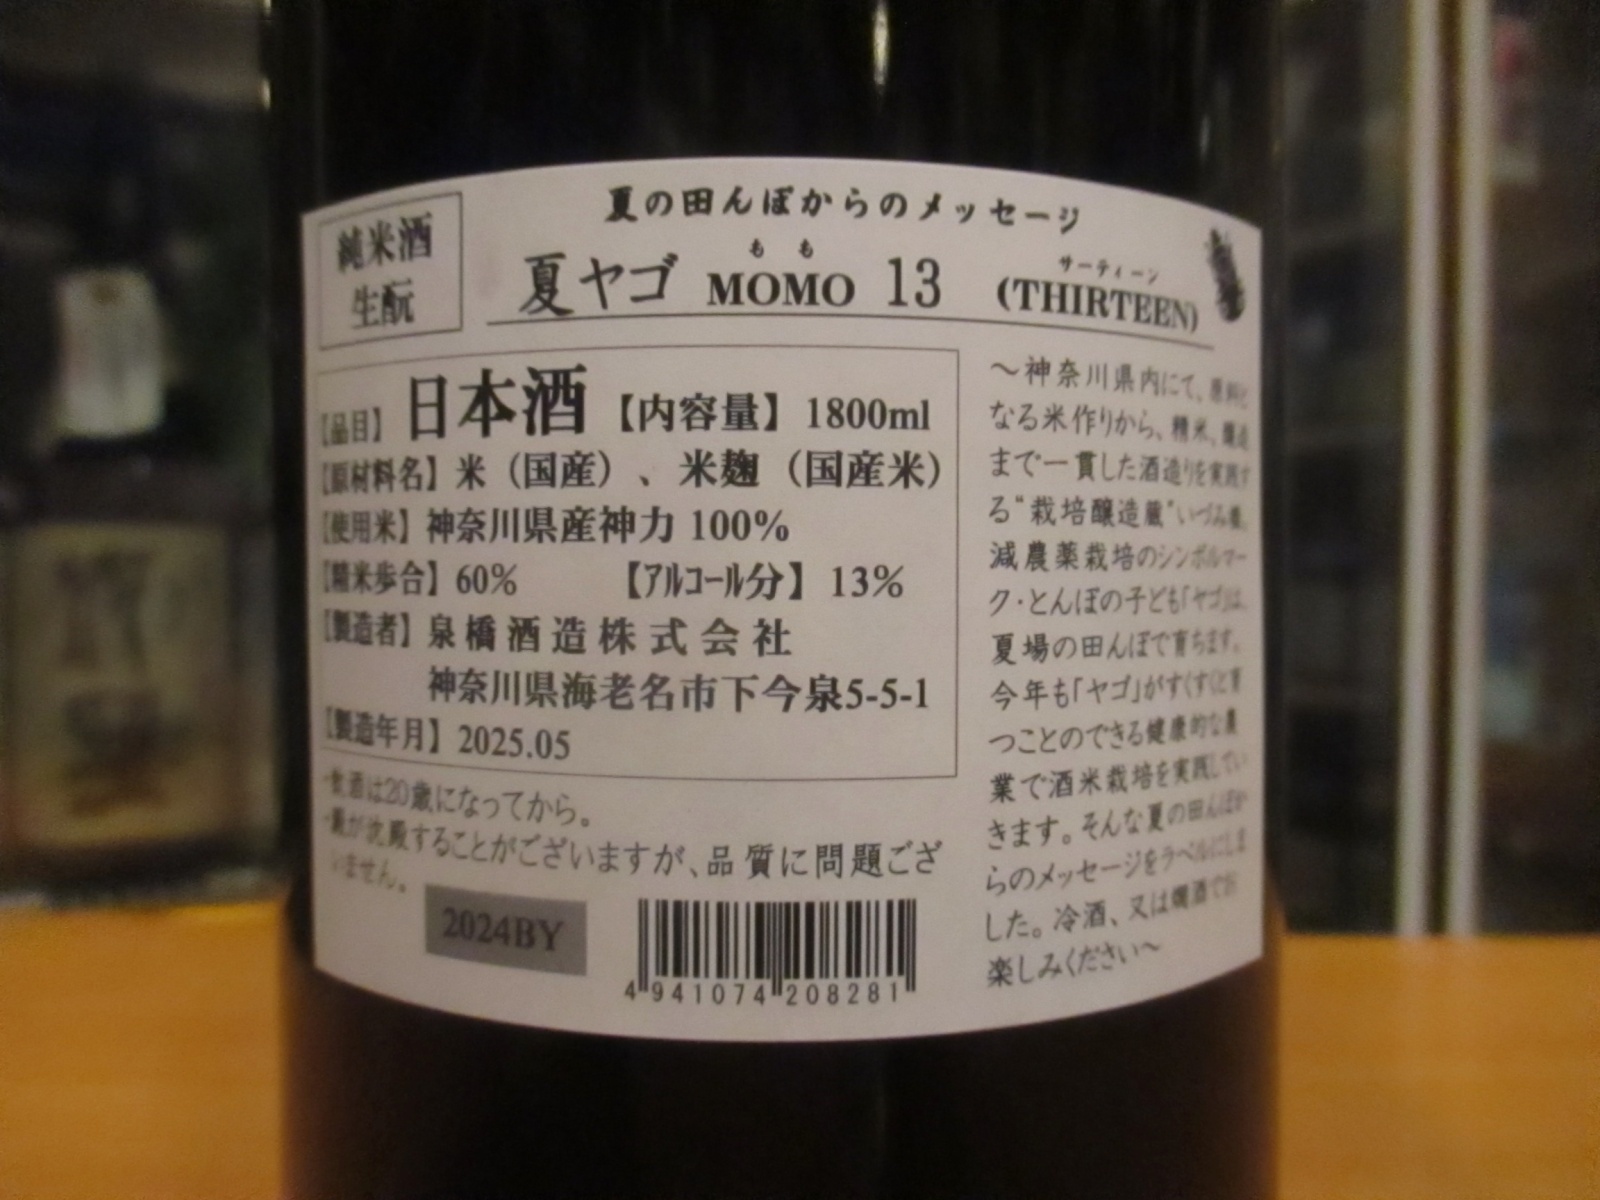 純米酒
生酛
夏の田んぼからのメッセージ
もも サーティーン
夏ヤゴ MOMO 13 (THIRTEEN)
【品目】 日本酒 【内容量】 1800ml
【原材料名】 米（国産）、米麹（国産米）
【使用米】 神奈川県産神力 100%
【精米歩合】 60% 【アルコール分】 13%
【製造者】 泉橋酒造株式会社
神奈川県海老名市下今泉5-5-1
【製造年月】 2025.05
・飲酒は20歳になってから。
・澱が沈殿することがございますが、品質に問題ござ
いません。
2024BY
4 941074 208281
～神奈川県内にて、原料と
なる米作りから、精米、醸造
まで一貫した酒造りを実践す
る“栽培醸造蔵”いづみ橋。
減農薬栽培のシンボルマー
ク・とんぼの子ども「ヤゴ」は、
夏場の田んぼで育ちます。
今年も「ヤゴ」がすくすくと育
つことのできる健康的な農
業で酒米栽培を実践してい
きます。そんな夏の田んぼか
らのメッセージをラベルにしま
した。冷酒、又は燗酒でお
楽しみください～